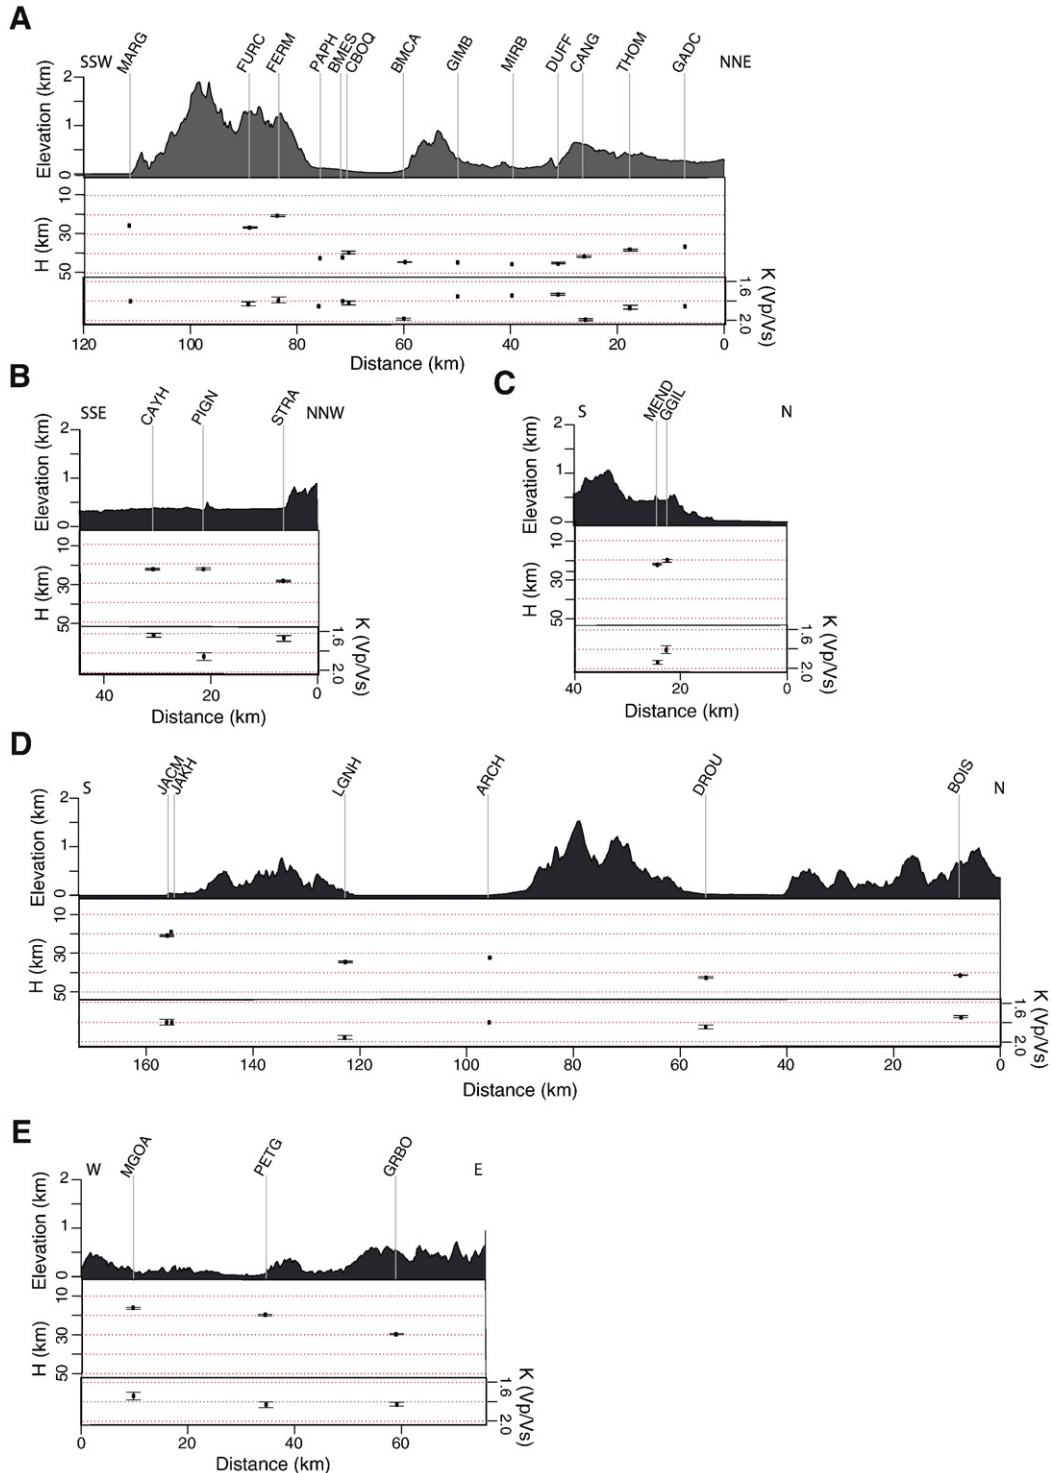 A
SSW MARG FURC FERM PAPH BMES CBOQ BMCA GIMB MIRB DUFF CANG THOM GADC NNE
Elevation (km)
2
1
0
H (km)
10
30
50
K (Vp/Vs)
1.6
2.0
120 100 80 60 40 20 0
Distance (km)
B
SSE CAYH PIGN STRA NNW
Elevation (km)
2
1
0
H (km)
10
30
50
K (Vp/Vs)
1.6
2.0
40 20 0
Distance (km)
C
S MEND GGIL N
Elevation (km)
2
1
0
H (km)
10
30
50
K (Vp/Vs)
1.6
2.0
40 20 0
Distance (km)
D
S JACM JAKH LGNH ARCH DROU BOIS N
Elevation (km)
2
1
0
H (km)
10
30
50
K (Vp/Vs)
1.6
2.0
160 140 120 100 80 60 40 20 0
Distance (km)
E
W MGOA PETG GRBO E
Elevation (km)
2
1
0
H (km)
10
30
50
K (Vp/Vs)
1.6
2.0
0 20 40 60
Distance (km)